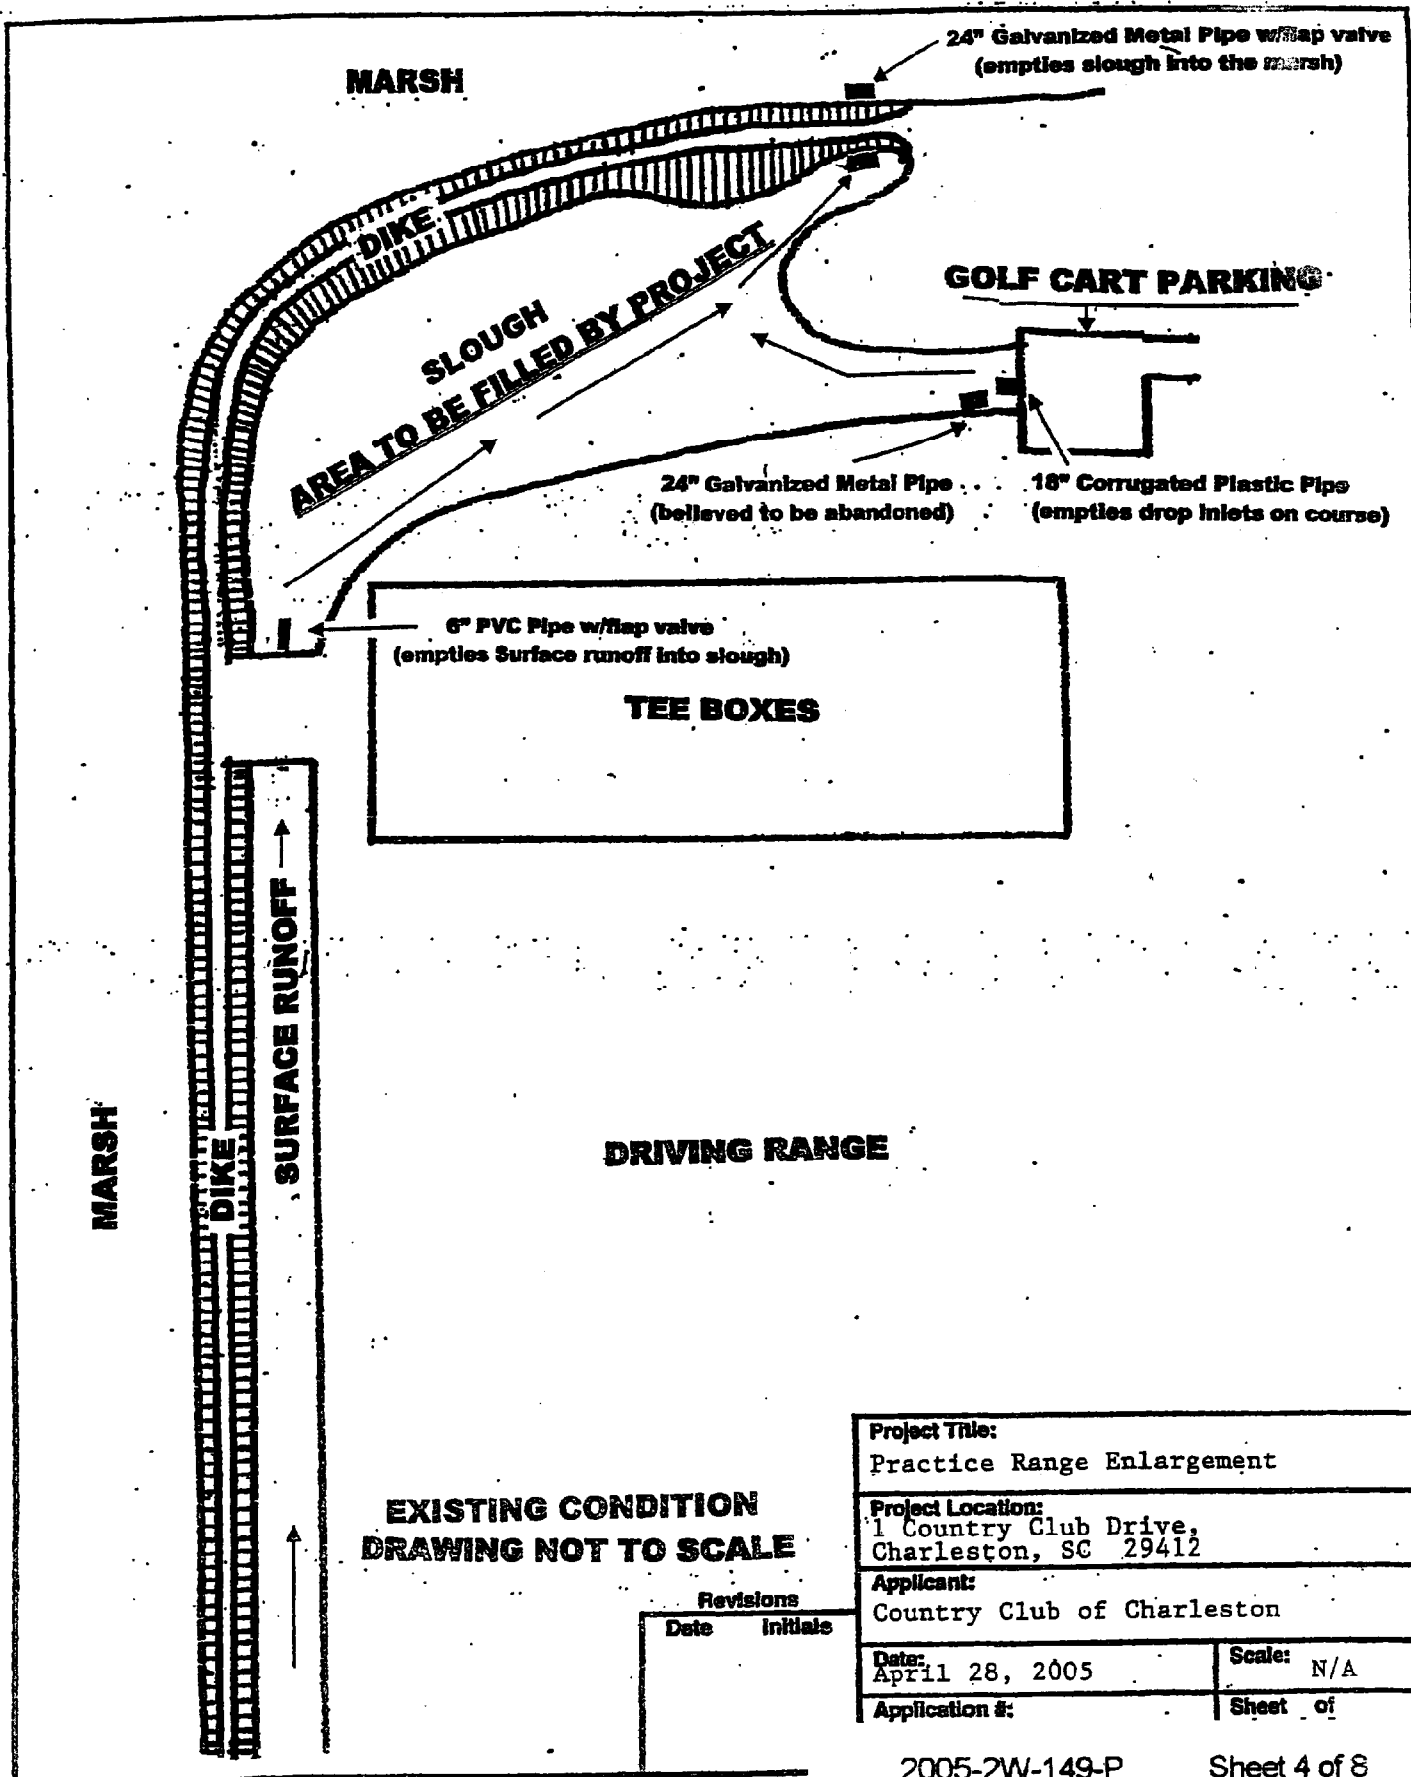 24" Galvanized Metal Pipe w/flap valve
(empties slough into the marsh)
MARSH
DIKE
GOLF CART PARKING
SLOUGH
AREA TO BE FILLED BY PROJECT
24" Galvanized Metal Pipe
(believed to be abandoned)
18" Corrugated Plastic Pipe
(empties drop inlets on course)
6" PVC Pipe w/flap valve
(empties Surface runoff into slough)
TEE BOXES
SURFACE RUNOFF
MARSH
DIKE
DRIVING RANGE
EXISTING CONDITION
DRAWING NOT TO SCALE
Revisions
Date Initials
Project Title:
Practice Range Enlargement
Project Location:
1 Country Club Drive,
Charleston, SC 29412
Applicant:
Country Club of Charleston
Date:
April 28, 2005
Scale: N/A
Application #:
Sheet of
2005-2W-149-P Sheet 4 of 8